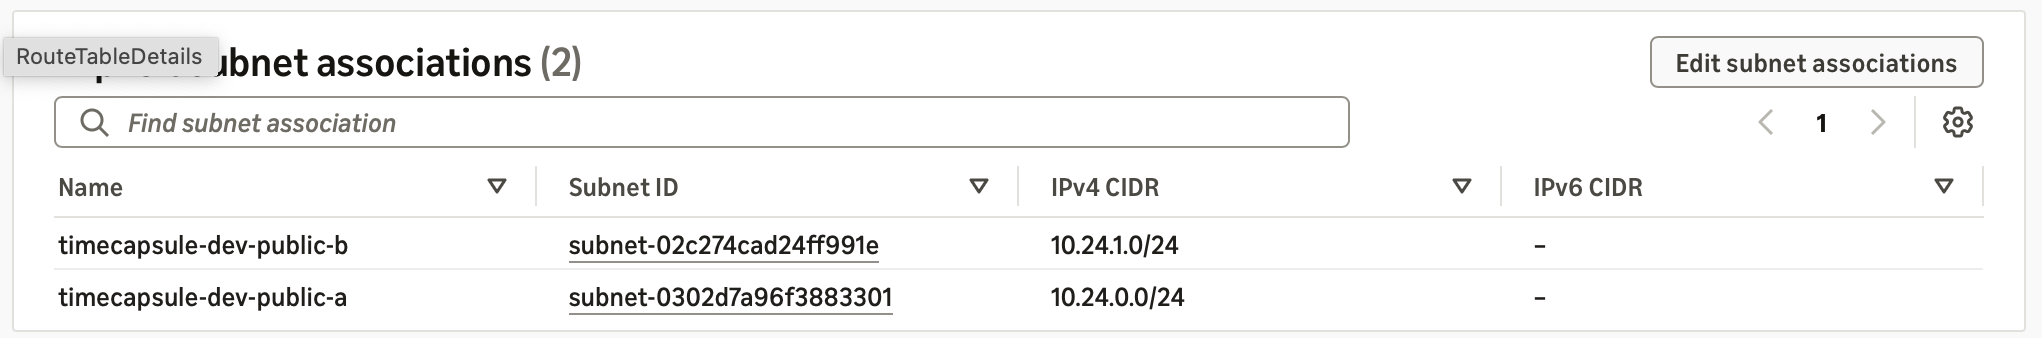 RouteTableDetails
subnet associations (2)
Edit subnet associations
Find subnet association
1
Name Subnet ID IPv4 CIDR IPv6 CIDR
timecapsule-dev-public-b subnet-02c274cad24ff991e 10.24.1.0/24 –
timecapsule-dev-public-a subnet-0302d7a96f3883301 10.24.0.0/24 –